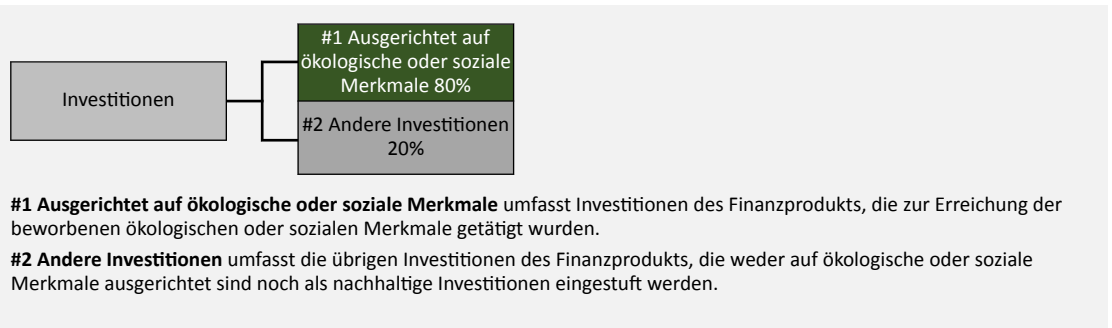 #1 Ausgerichtet auf
ökologische oder soziale
Merkmale 80%
Investitionen
#2 Andere Investitionen
20%
#1 Ausgerichtet auf ökologische oder soziale Merkmale umfasst Investitionen des Finanzprodukts, die zur Erreichung der
beworbenen ökologischen oder sozialen Merkmale getätigt wurden.
#2 Andere Investitionen umfasst die übrigen Investitionen des Finanzprodukts, die weder auf ökologische oder soziale
Merkmale ausgerichtet sind noch als nachhaltige Investitionen eingestuft werden.